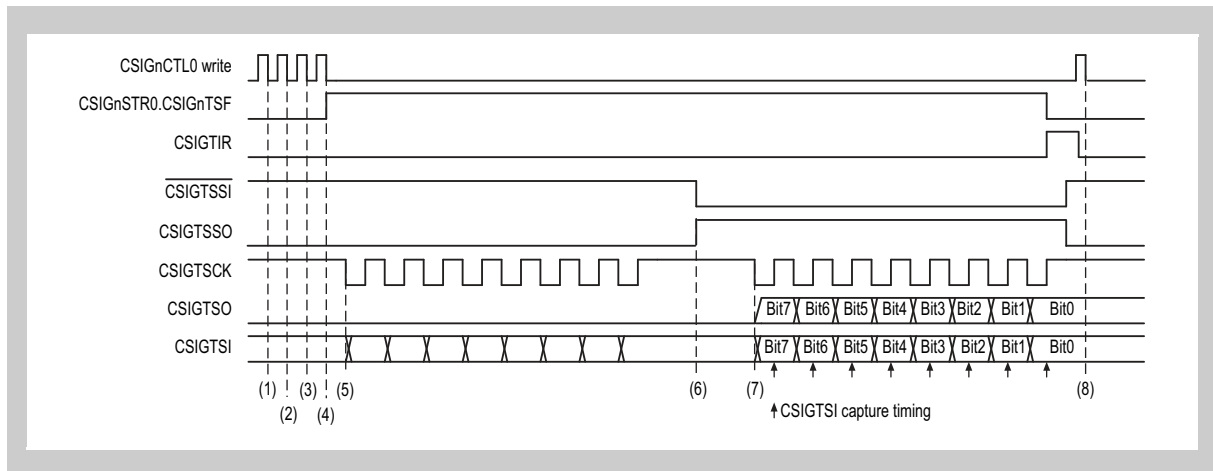 CSIGnCTL0 write
CSIGnSTR0.CSIGnTSF
CSIGTIR
CSIGTSSI
CSIGTSSO
CSIGTSCK
CSIGTSO
Bit7 Bit6 Bit5 Bit4 Bit3 Bit2 Bit1 Bit0
CSIGTSI
Bit7 Bit6 Bit5 Bit4 Bit3 Bit2 Bit1 Bit0
(1) (3) (5) (6) (7) (8)
(2) (4)
CSIGTSI capture timing